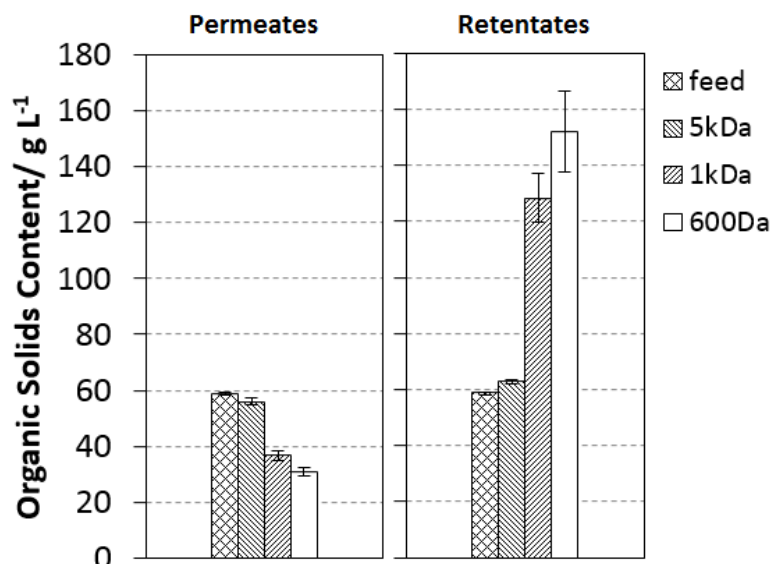 Permeates
Retentates
Organic Solids Content/ g L-1
180
160
140
120
100
80
60
40
20
0
feed
5kDa
1kDa
600Da